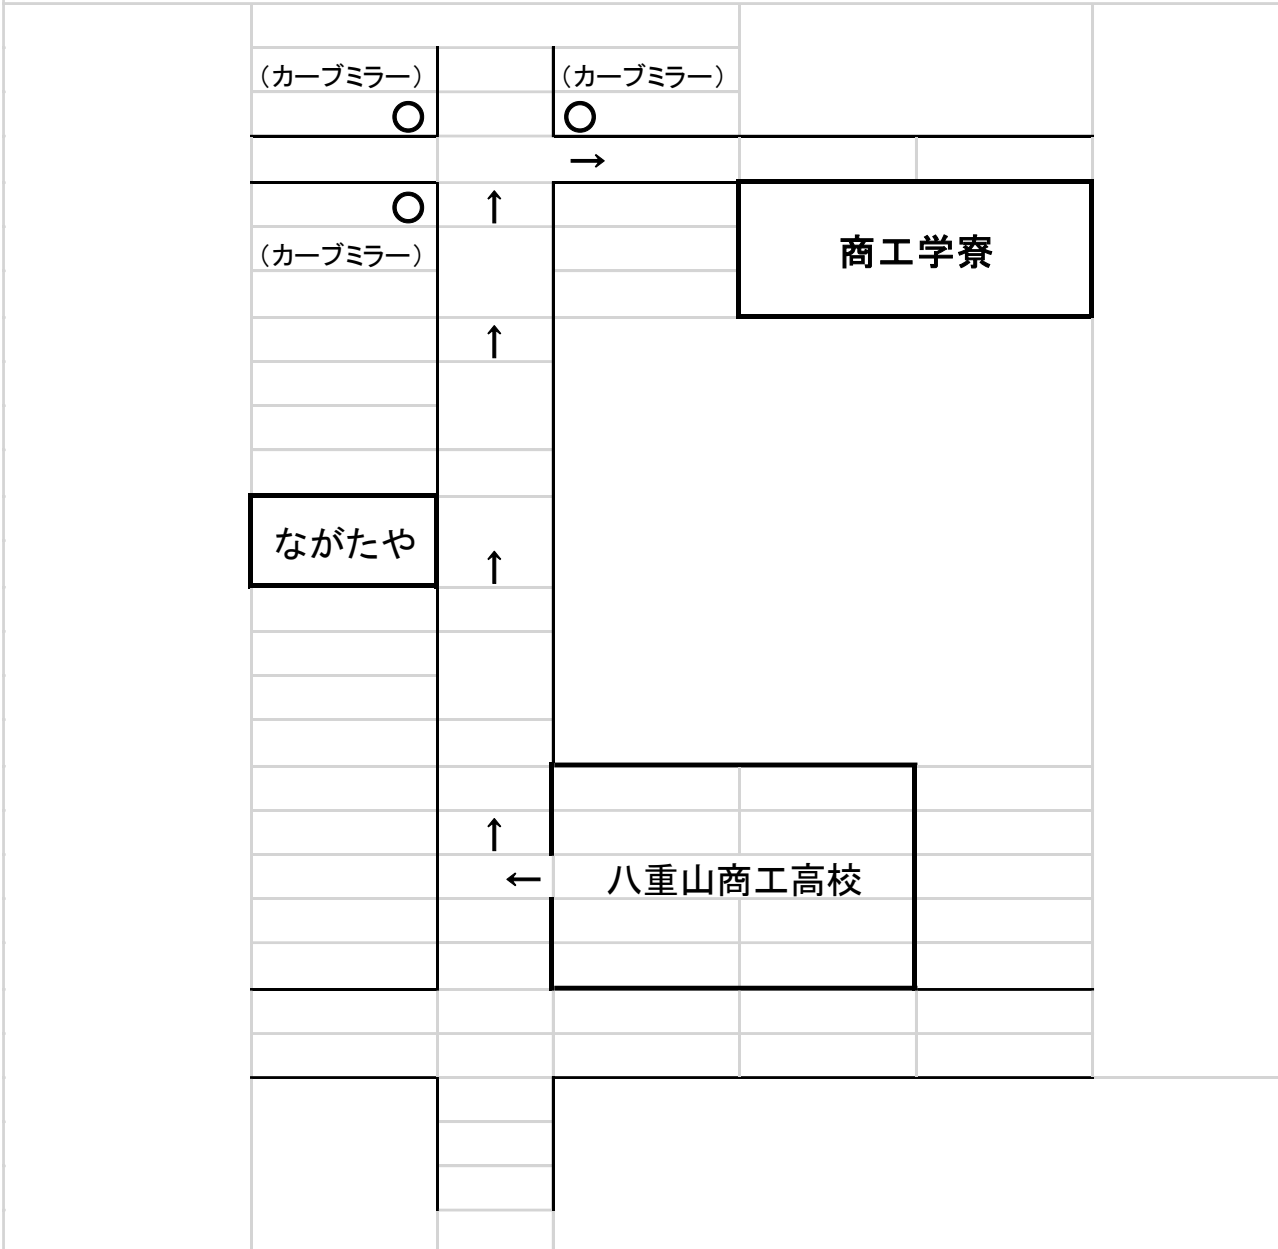 （カーブミラー）
（カーブミラー）
○
○
→
○
↑
（カーブミラー）
商工学寮
↑
ながたや
↑
↑
←
八重山商工高校